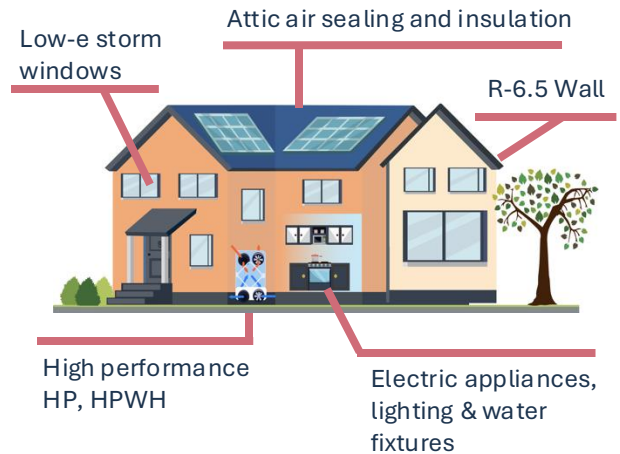 Attic air sealing and insulation
Low-e storm
windows
R-6.5 Wall
High performance
HP, HPWH
Electric appliances,
lighting & water
fixtures